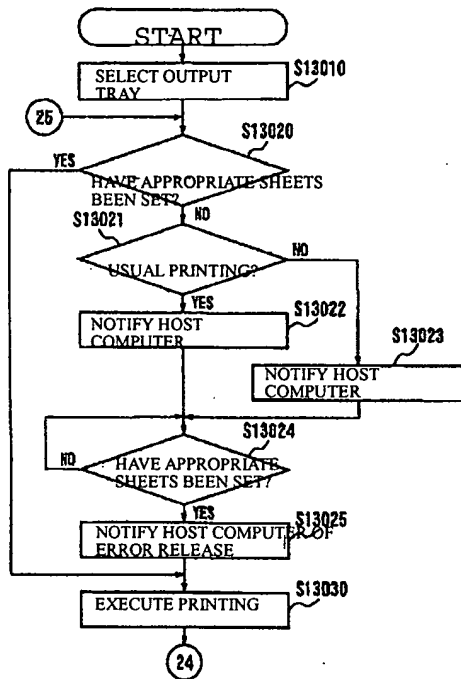 START
S13010
SELECT OUTPUT
TRAY
25
S13020
YES
HAVE APPROPRIATE SHEETS
BEEN SET?
NO
S13021
USUAL PRINTING?
NO
YES
S13022
NOTIFY HOST
COMPUTER
S13023
NOTIFY HOST
COMPUTER
S13024
NO
HAVE APPROPRIATE
SHEETS BEEN SET?
YES
S13025
NOTIFY HOST COMPUTER OF
ERROR RELEASE
S13030
EXECUTE PRINTING
24